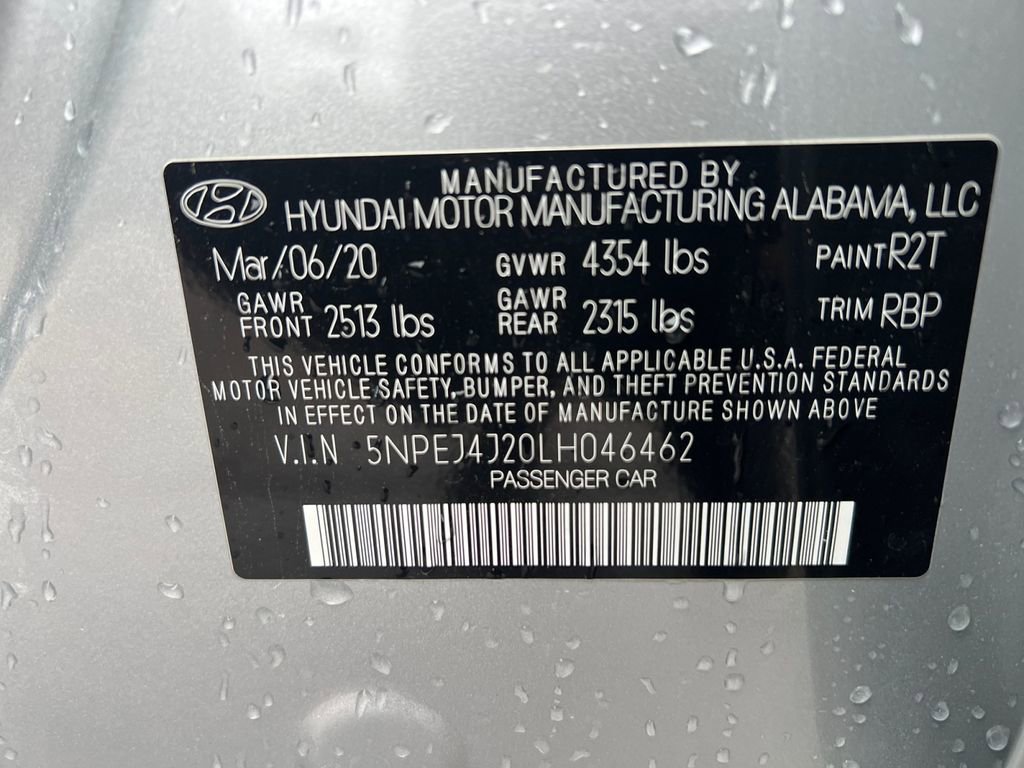 MANUFACTURED BY
HYUNDAI MOTOR MANUFACTURING ALABAMA, LLC
Mar/06/20 GVWR 4354 lbs PAINT R2T
GAWR FRONT 2513 lbs GAWR REAR 2315 lbs TRIM RBP
THIS VEHICLE CONFORMS TO ALL APPLICABLE U.S.A. FEDERAL
MOTOR VEHICLE SAFETY, BUMPER, AND THEFT PREVENTION STANDARDS
IN EFFECT ON THE DATE OF MANUFACTURE SHOWN ABOVE
V.I.N 5NPEJ4J20LH046462
PASSENGER CAR